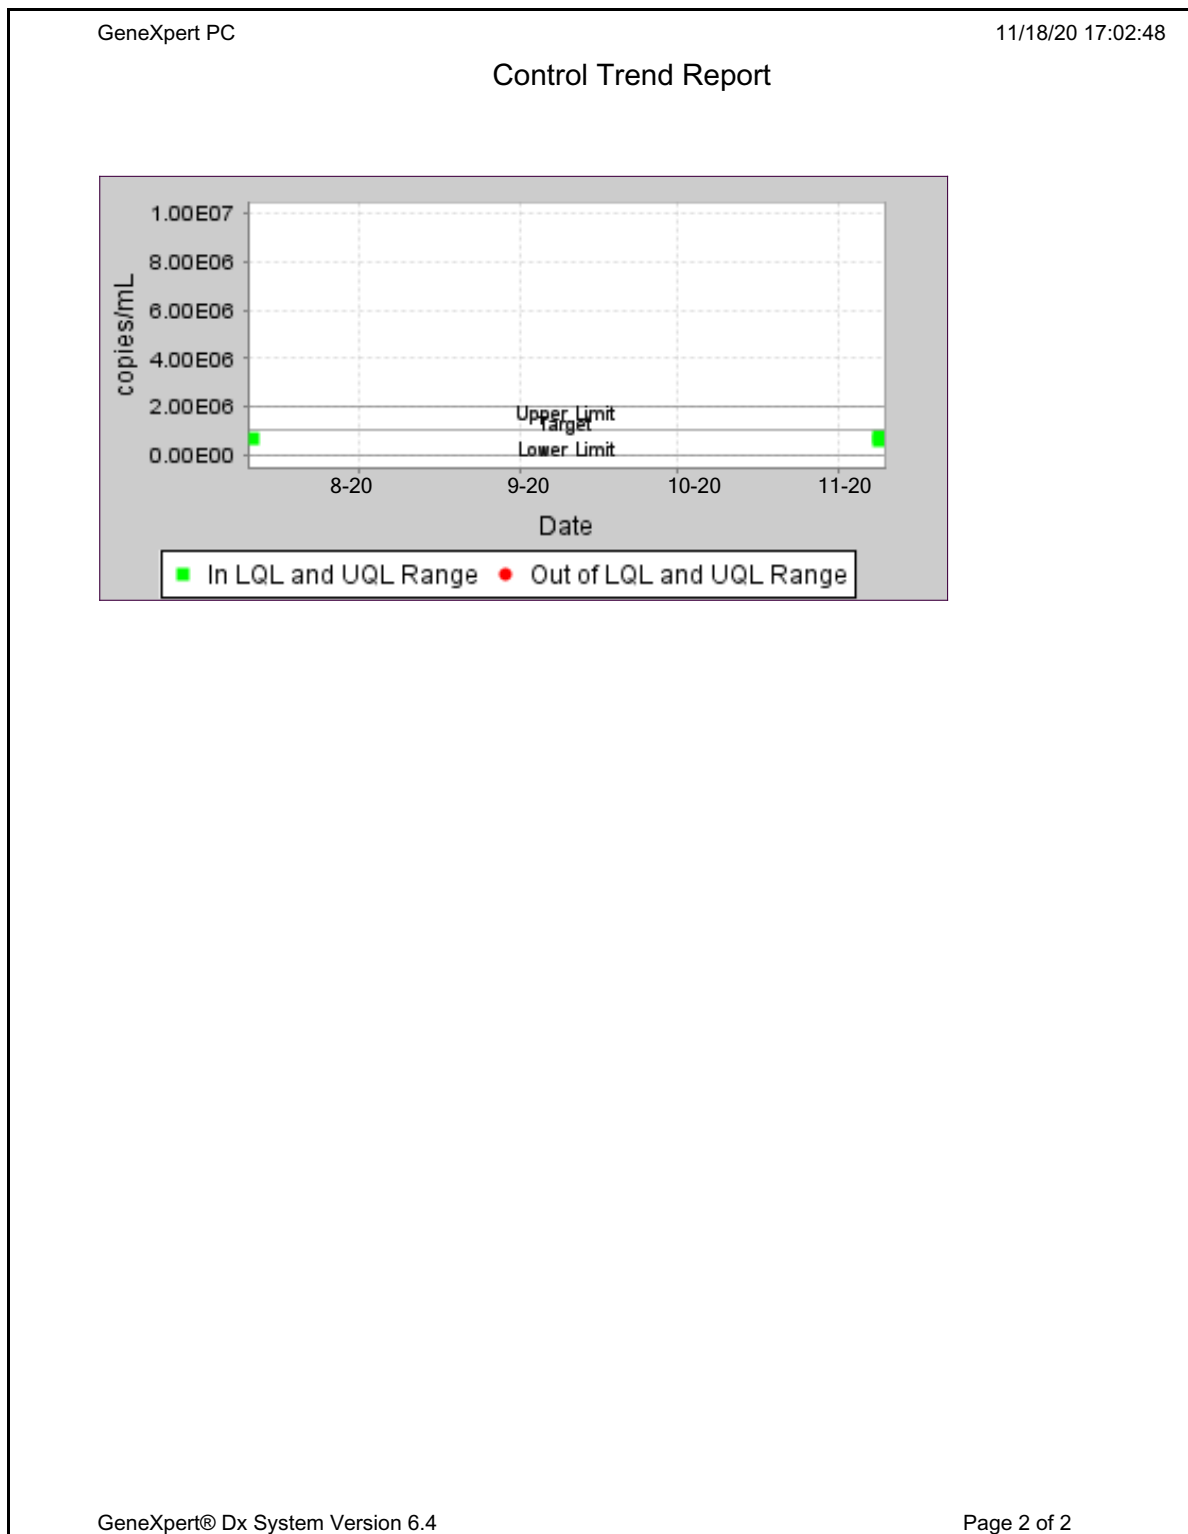 GeneXpert PC 11/18/20 17:02:48
Control Trend Report
copies/mL
1.00E07
8.00E06
6.00E06
4.00E06
2.00E06
0.00E00
Upper Limit
Target
Lower Limit
8-20 9-20 10-20 11-20
Date
In LQL and UQL Range Out of LQL and UQL Range
GeneXpert® Dx System Version 6.4 Page 2 of 2